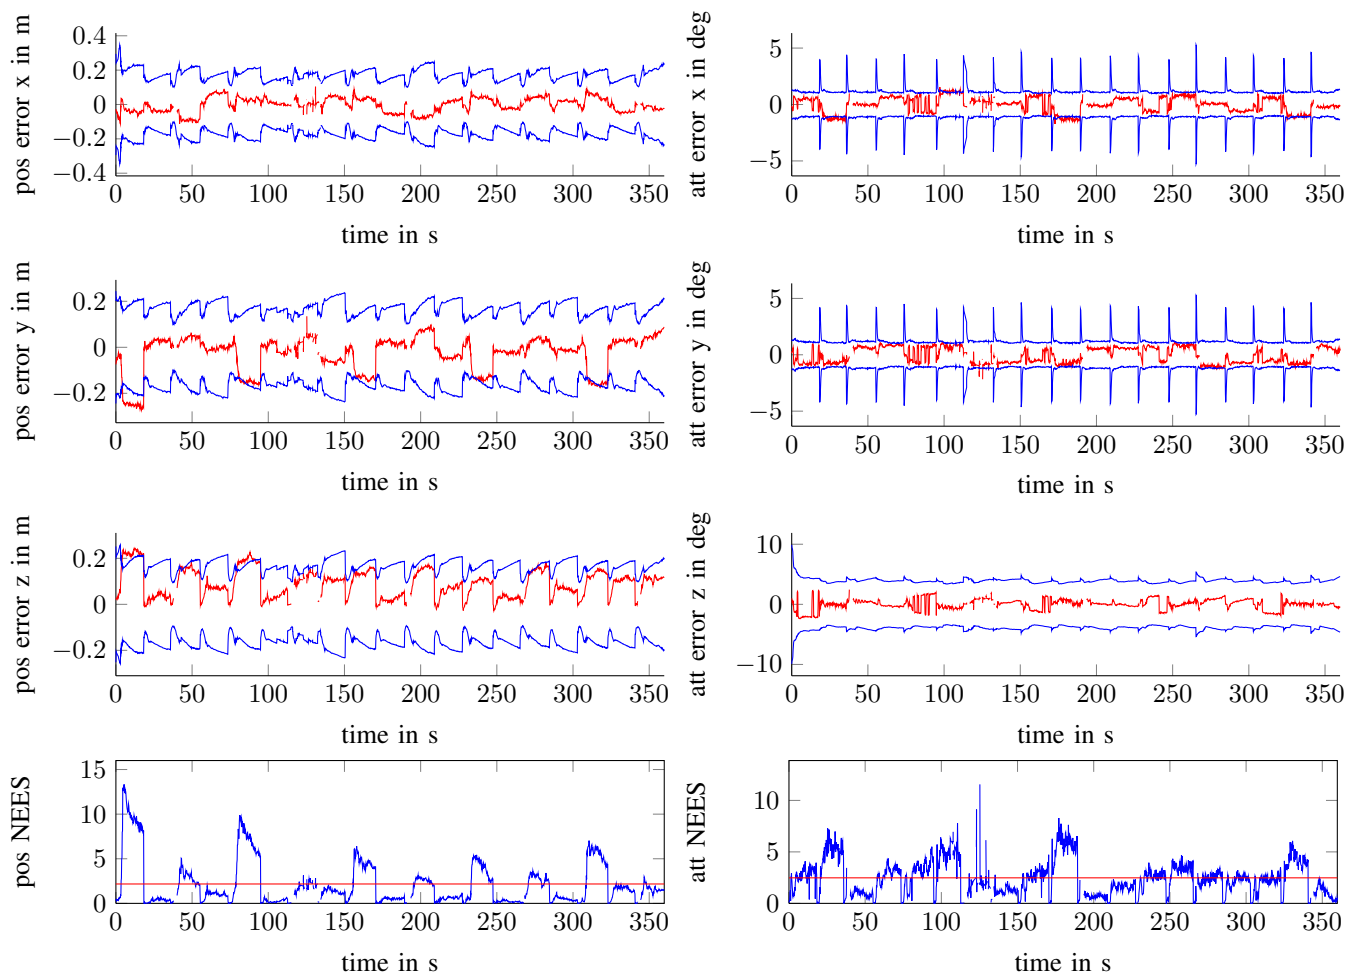 pos error x in m
0.4
0.2
0
−0.2
−0.4
0 50 100 150 200 250 300 350
time in s
att error x in deg
5
0
−5
0 50 100 150 200 250 300 350
time in s
pos error y in m
0.2
0
−0.2
0 50 100 150 200 250 300 350
time in s
att error y in deg
5
0
−5
0 50 100 150 200 250 300 350
time in s
pos error z in m
0.2
0
−0.2
0 50 100 150 200 250 300 350
time in s
att error z in deg
10
0
−10
0 50 100 150 200 250 300 350
time in s
pos NEES
15
10
5
0
0 50 100 150 200 250 300 350
time in s
att NEES
10
5
0
0 50 100 150 200 250 300 350
time in s